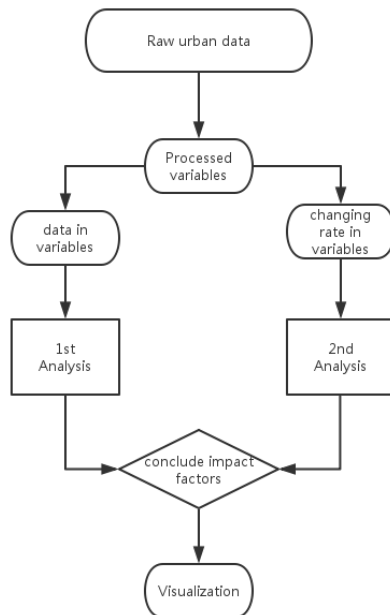 Raw urban data
Processed
variables
data in
variables
changing
rate in
variables
1st
Analysis
2nd
Analysis
conclude impact
factors
Visualization